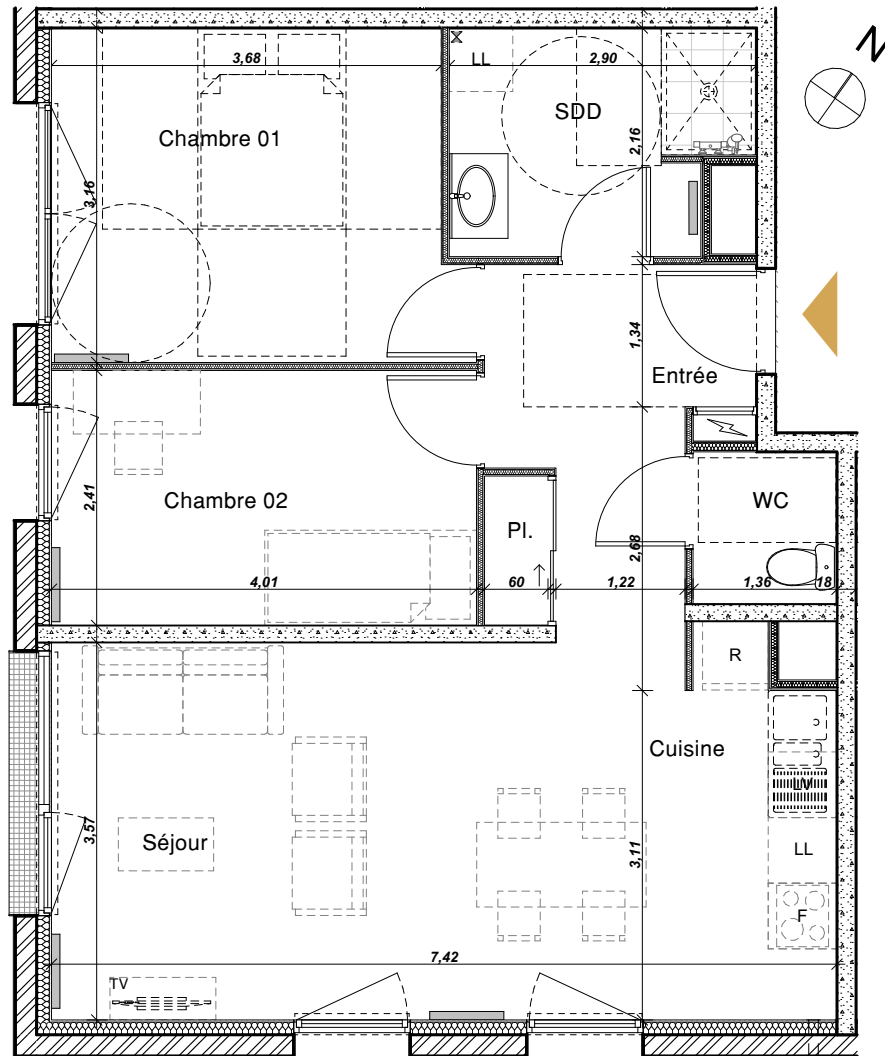 N
3,68
LL
2,90
Chambre 01
SDD
2,16
3,16
1,34
Entrée
2,41
Chambre 02
Pl.
WC
2,68
4,01
60
1,22
1,36
18
R
Cuisine
LV
3,57
Séjour
3,11
LL
F
7,42
TV